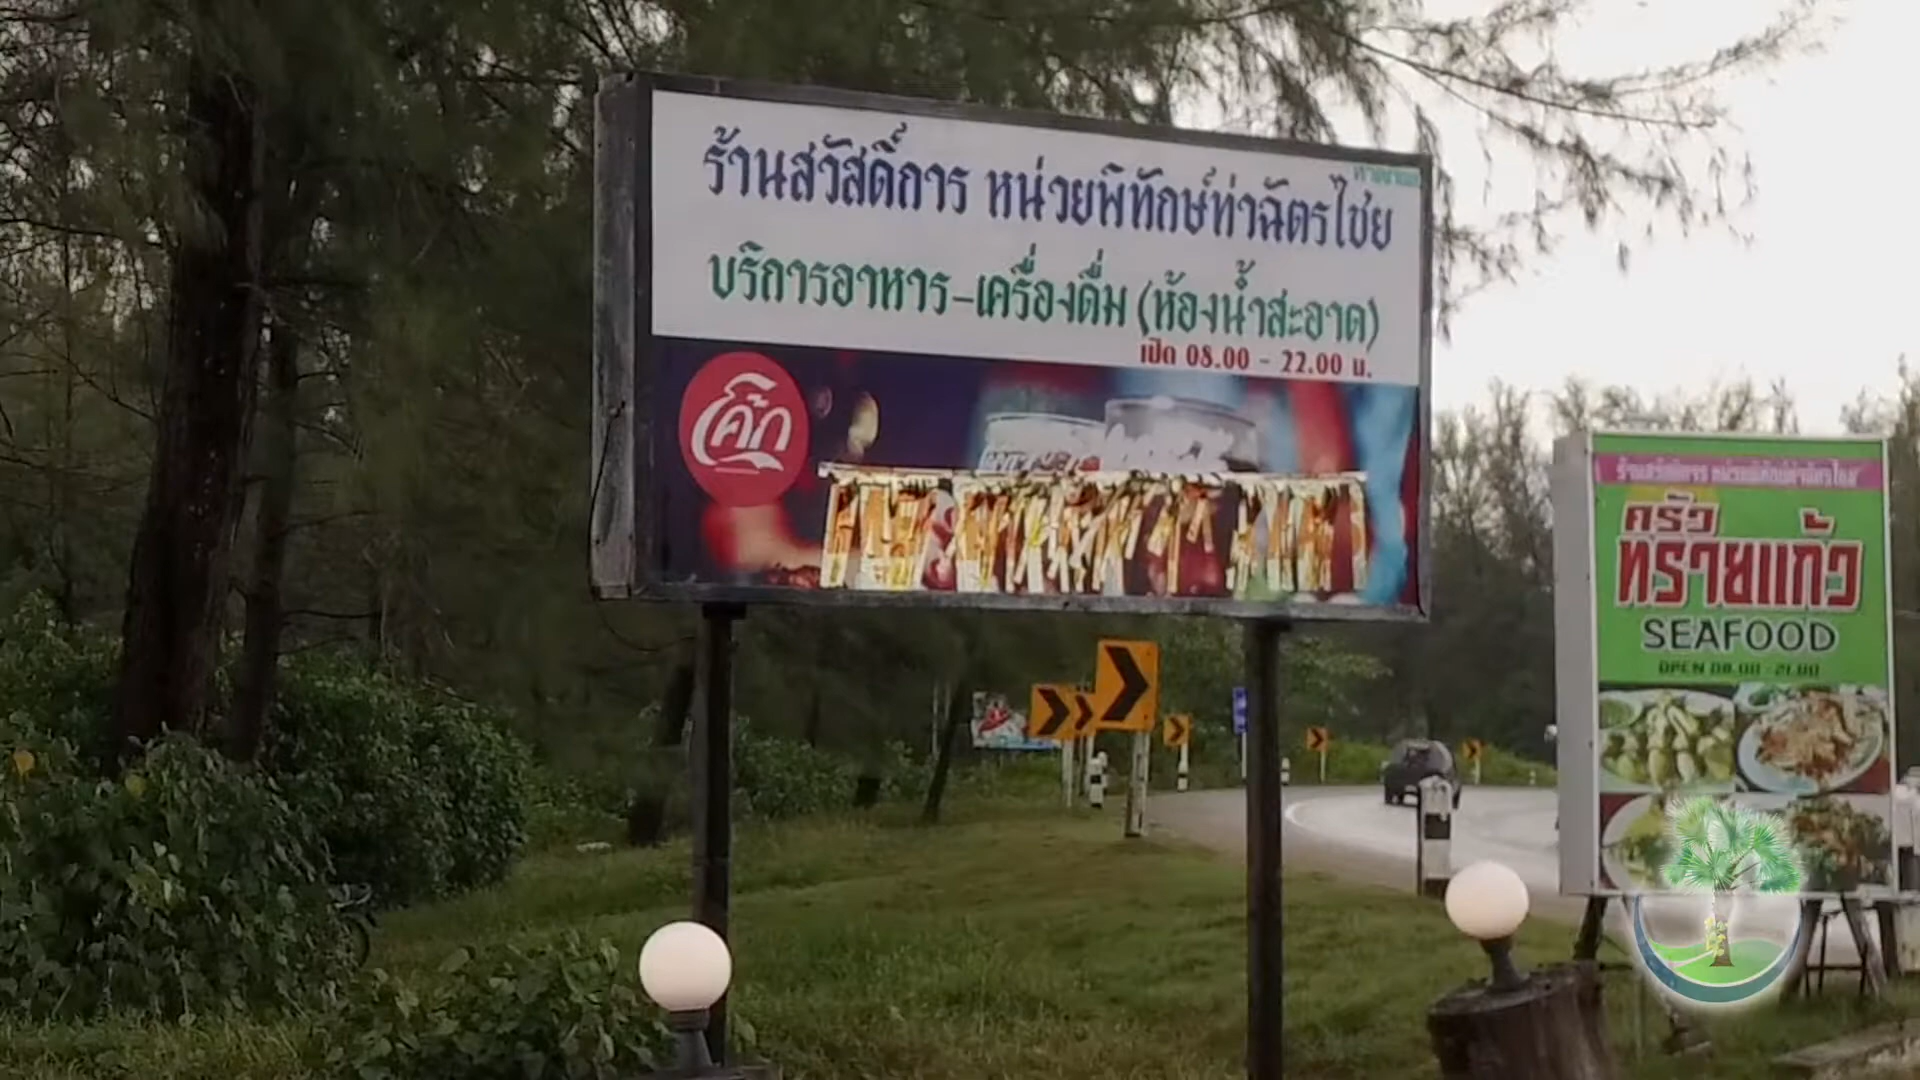 ร้านสวัสดิ์การ หน่วยพิทักษ์ท่าฉัตรไชย
บริการอาหาร-เครื่องดื่ม (ห้องน้ำสะอาด)
เปิด 08.00 - 22.00 น.
โค้ก
ร้านสวัสดิการ หน่วยพิทักษ์ท่าฉัตรไชย
ครัว
ทรายแก้ว
SEAFOOD
OPEN 08.00 - 21.00